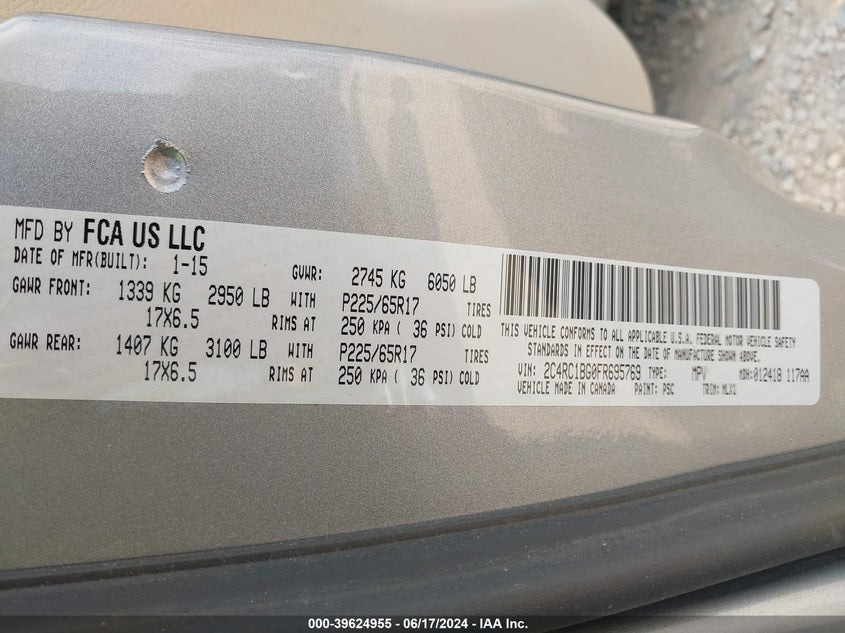 MFD BY FCA US LLC
DATE OF MFR(BUILT): 1-15 GVWR: 2745 KG 6050 LB
GAWR FRONT: 1339 KG 2950 LB WITH P225/65R17 TIRES
17X6.5 RIMS AT 250 KPA ( 36 PSI) COLD
GAWR REAR: 1407 KG 3100 LB WITH P225/65R17 TIRES
17X6.5 RIMS AT 250 KPA ( 36 PSI) COLD
THIS VEHICLE CONFORMS TO ALL APPLICABLE U.S.A. FEDERAL MOTOR VEHICLE SAFETY
STANDARDS IN EFFECT ON THE DATE OF MANUFACTURE SHOWN ABOVE.
VIN: 2C4RC1BG0FR695769 TYPE: MPV MDH:012418 117AA
VEHICLE MADE IN CANADA PAINT: PSC TRIM: MLX1
000-39624955 - 06/17/2024 - IAA Inc.